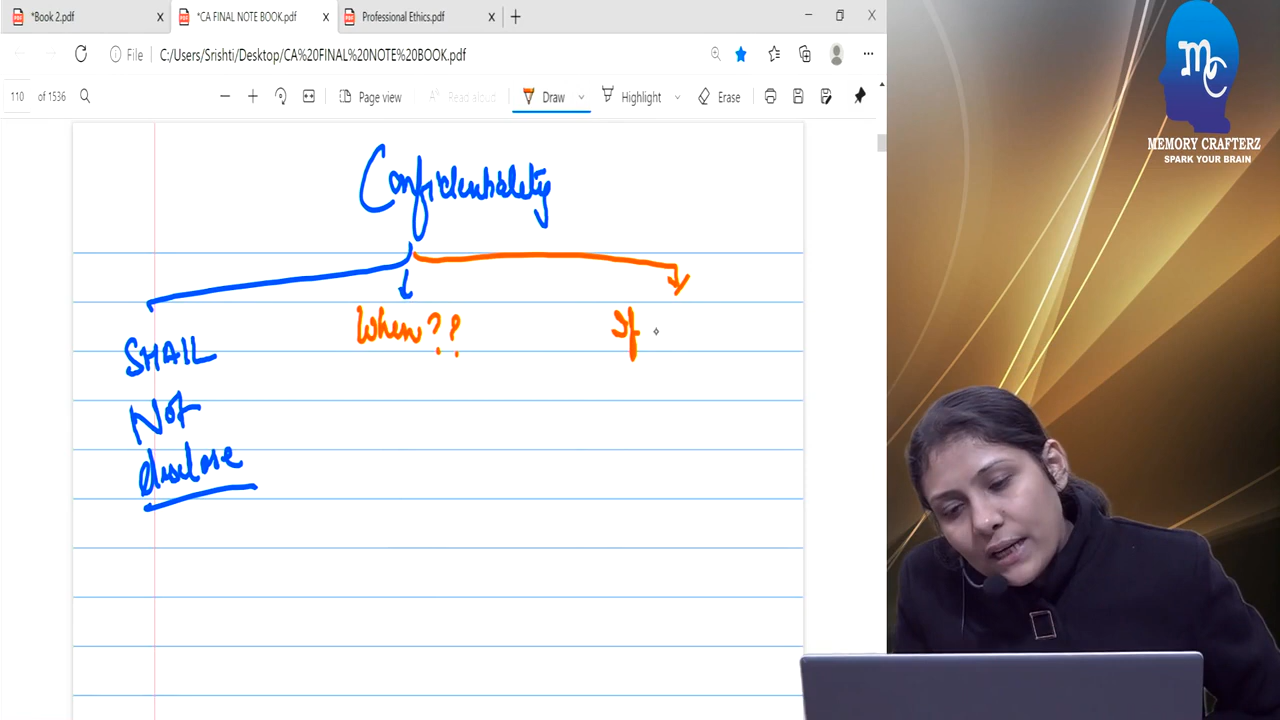 *Book 2.pdf
*CA FINAL NOTE BOOK.pdf
Professional Ethics.pdf
File C:/Users/Srishti/Desktop/CA%20FINAL%20NOTE%20BOOK.pdf
110 of 1536
Page view
Read aloud
Draw
Highlight
Erase
MC
MEMORY CRAFTERZ
SPARK YOUR BRAIN
Confidentiality
When??
If
SHALL
Not
disclose